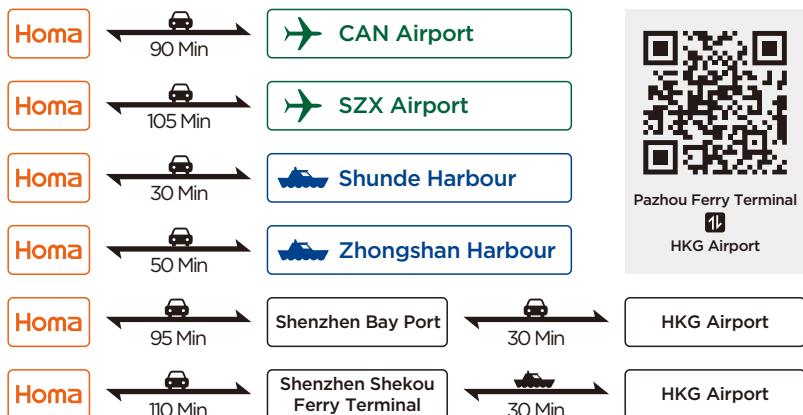 Homa
90 Min
CAN Airport
Homa
105 Min
SZX Airport
Homa
30 Min
Shunde Harbour
Homa
50 Min
Zhongshan Harbour
Pazhou Ferry Terminal
HKG Airport
Homa
95 Min
Shenzhen Bay Port
30 Min
HKG Airport
Homa
110 Min
Shenzhen Shekou
Ferry Terminal
30 Min
HKG Airport